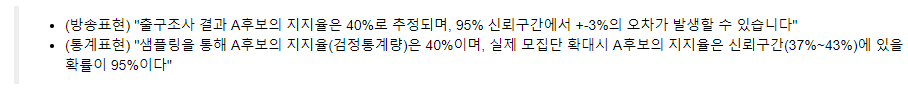 (방송표현) "출구조사 결과 A후보의 지지율은 40%로 추정되며, 95% 신뢰구간에서 +-3%의 오차가 발생할 수 있습니다"
(통계표현) "샘플링을 통해 A후보의 지지율(검정통계량)은 40%이며, 실제 모집단 확대시 A후보의 지지율은 신뢰구간(37%~43%)에 있을
확률이 95%이다"